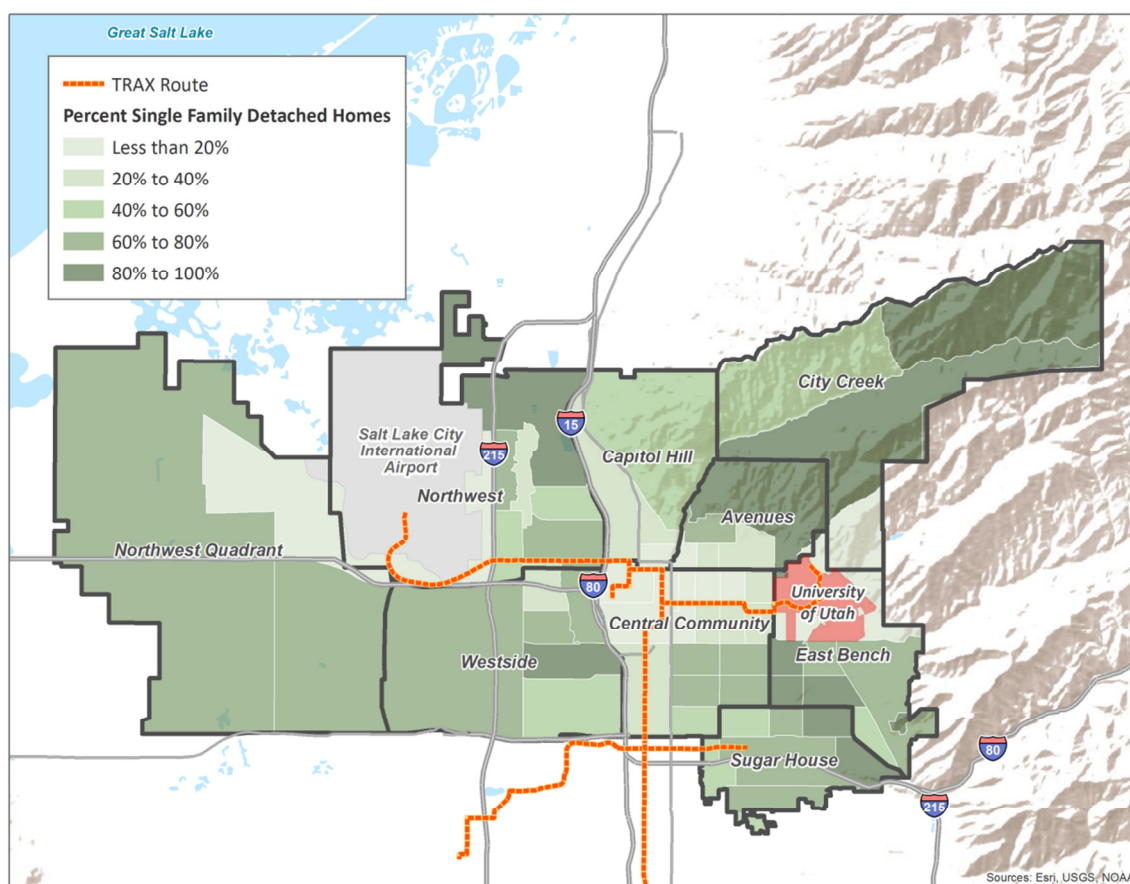 Great Salt Lake
TRAX Route
Percent Single Family Detached Homes
Less than 20%
20% to 40%
40% to 60%
60% to 80%
80% to 100%
City Creek
15
Salt Lake City
International
Airport
215
Capitol Hill
Northwest
Avenues
Northwest Quadrant
80
University
of Utah
Central Community
East Bench
Westside
80
Sugar House
215
Sources: Esri, USGS, NOAA